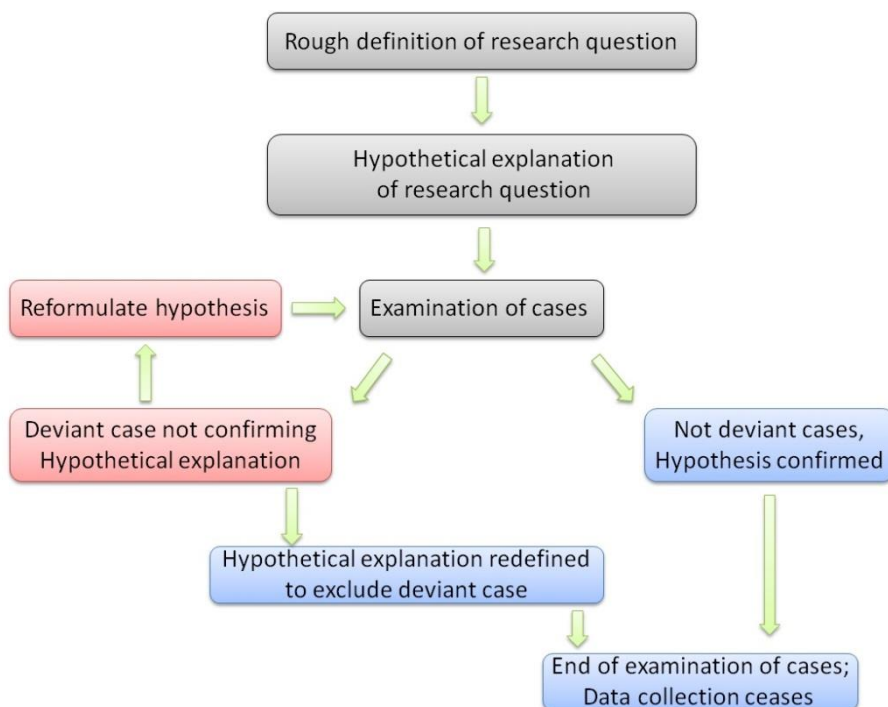 Rough definition of research question
Hypothetical explanation
of research question
Reformulate hypothesis
Examination of cases
Deviant case not confirming
Hypothetical explanation
Not deviant cases,
Hypothesis confirmed
Hypothetical explanation redefined
to exclude deviant case
End of examination of cases;
Data collection ceases